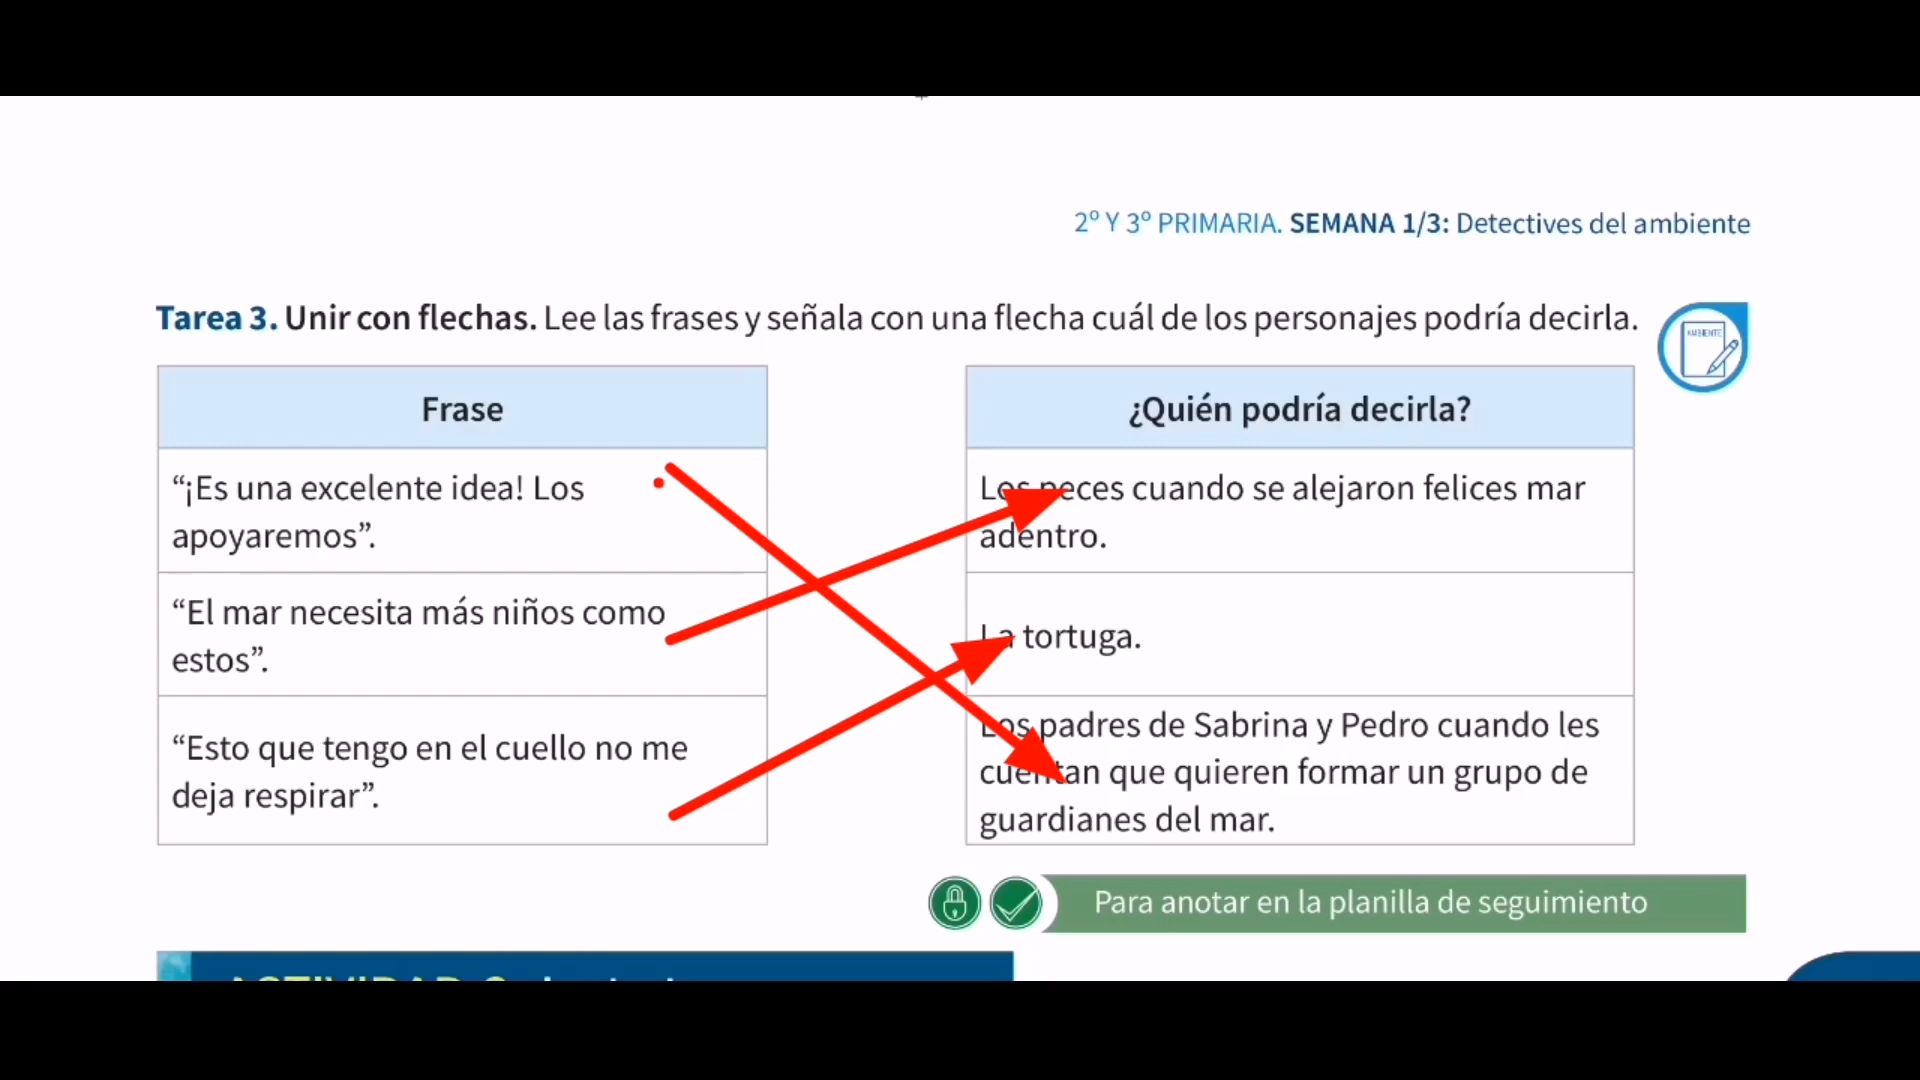 2º Y 3º PRIMARIA. SEMANA 1/3: Detectives del ambiente
Tarea 3. Unir con flechas. Lee las frases y señala con una flecha cuál de los personajes podría decirla.
AMBIENTE
Frase
“¡Es una excelente idea! Los
apoyaremos”.
“El mar necesita más niños como
estos”.
“Esto que tengo en el cuello no me
deja respirar”.
¿Quién podría decirla?
Los peces cuando se alejaron felices mar
adentro.
La tortuga.
Los padres de Sabrina y Pedro cuando les
cuentan que quieren formar un grupo de
guardianes del mar.
Para anotar en la planilla de seguimiento
ACTIVIDAD